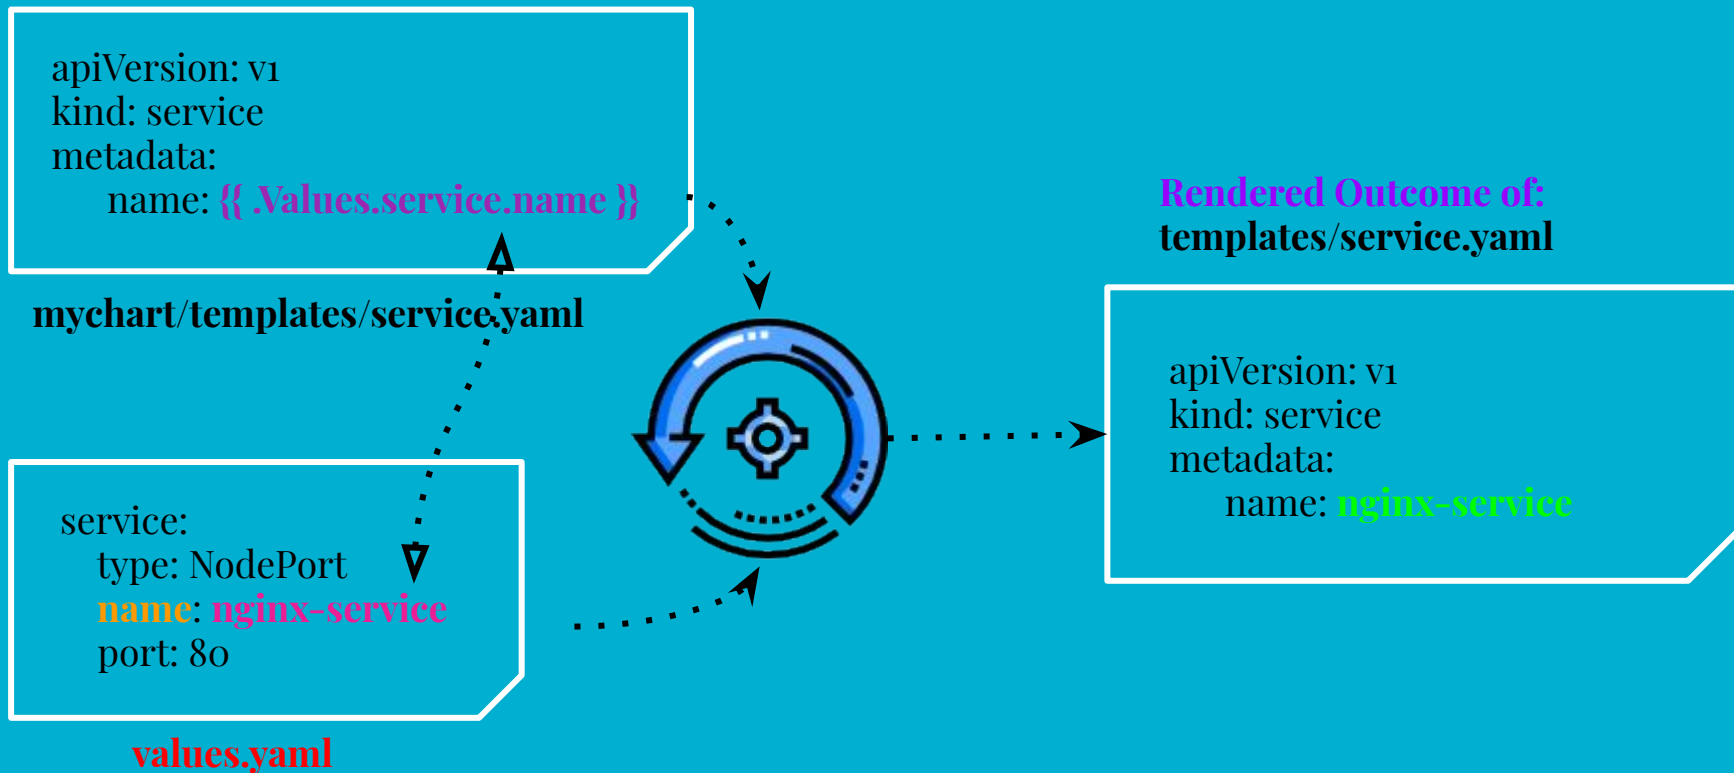 apiVersion: v1
kind: service
metadata:
name: {{ .Values.service.name }}
mychart/templates/service.yaml
service:
type: NodePort
name: nginx-service
port: 80
values.yaml
Rendered Outcome of:
templates/service.yaml
apiVersion: v1
kind: service
metadata:
name: nginx-service